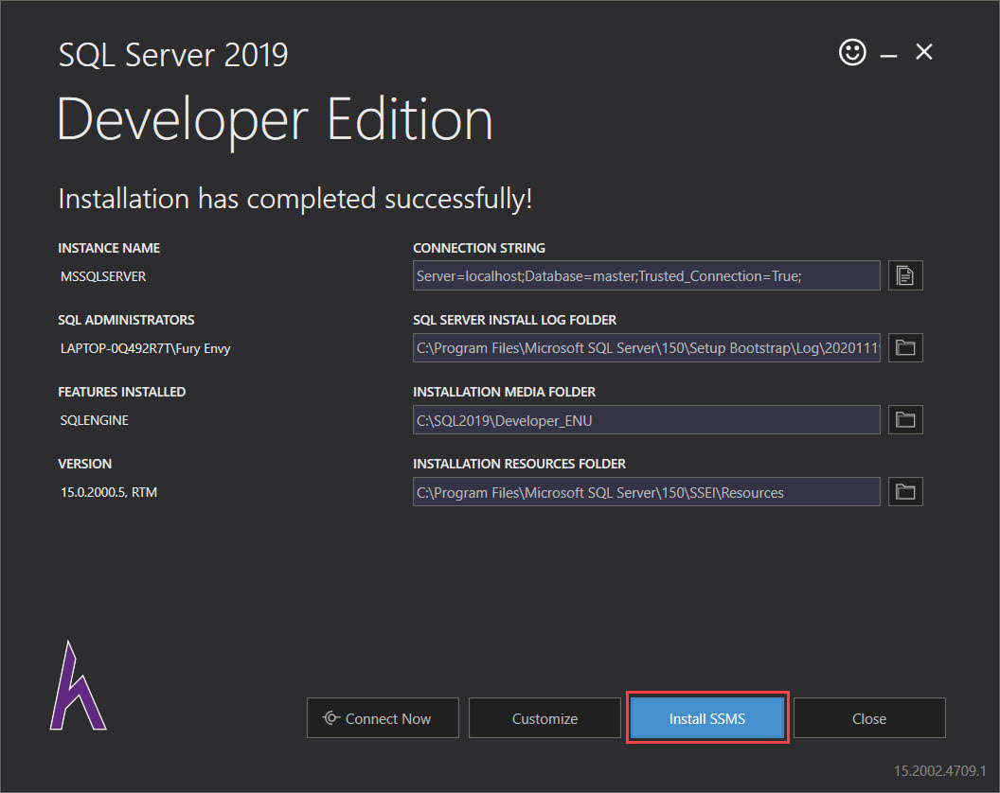 SQL Server 2019
Developer Edition
Installation has completed successfully!
INSTANCE NAME
MSSQLSERVER
CONNECTION STRING
Server=localhost;Database=master;Trusted_Connection=True;
SQL ADMINISTRATORS
LAPTOP-0Q492R7T\Fury Envy
SQL SERVER INSTALL LOG FOLDER
C:\Program Files\Microsoft SQL Server\150\Setup Bootstrap\Log\2020111
FEATURES INSTALLED
SQLENGINE
INSTALLATION MEDIA FOLDER
C:\SQL2019\Developer_ENU
VERSION
15.0.2000.5, RTM
INSTALLATION RESOURCES FOLDER
C:\Program Files\Microsoft SQL Server\150\SSEI\Resources
Connect Now
Customize
Install SSMS
Close
15.2002.4709.1